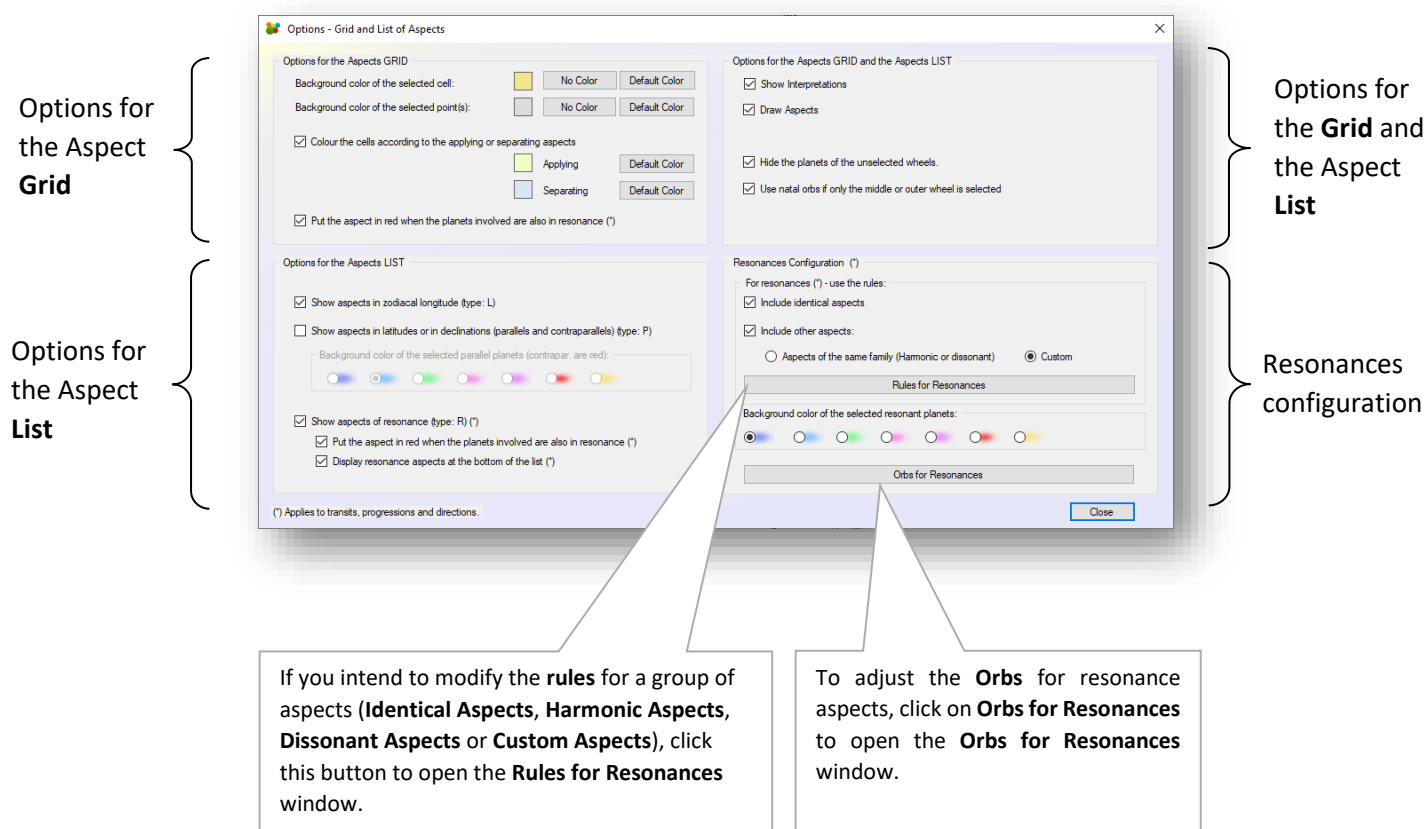 Options - Grid and List of Aspects
Options for
the Aspect
Grid
Options for the Aspects GRID
Background color of the selected cell:
No Color
Default Color
Background color of the selected point(s):
No Color
Default Color
Colour the cells according to the applying or separating aspects
Applying
Default Color
Separating
Default Color
Put the aspect in red when the planets involved are also in resonance (*)
Options for the Aspects GRID and the Aspects LIST
Show Interpretations
Draw Aspects
Hide the planets of the unselected wheels.
Use natal orbs if only the middle or outer wheel is selected
Options for
the Grid and
the Aspect
List
Options for
the Aspect
List
Options for the Aspects LIST
Show aspects in zodiacal longitude (type: L)
Show aspects in latitudes or in declinations (parallels and contraparallels) (type: P)
Background color of the selected parallel planets (contrapar. are red):
Show aspects of resonance (type: R) (*)
Put the aspect in red when the planets involved are also in resonance (*)
Display resonance aspects at the bottom of the list (*)
(*) Applies to transits, progressions and directions.
Resonances Configuration (*)
For resonances (*) - use the rules:
Include identical aspects
Include other aspects:
Aspects of the same family (Harmonic or dissonant)
Custom
Rules for Resonances
Background color of the selected resonant planets:
Orbs for Resonances
Close
Resonances
configuration
If you intend to modify the rules for a group of
aspects (Identical Aspects, Harmonic Aspects,
Dissonant Aspects or Custom Aspects), click
this button to open the Rules for Resonances
window.
To adjust the Orbs for resonance
aspects, click on Orbs for Resonances
to open the Orbs for Resonances
window.